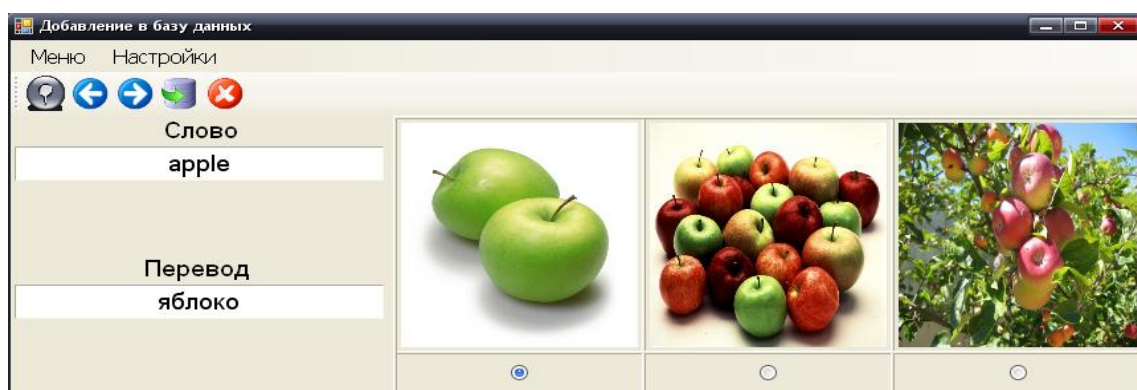 Добавление в базу данных
Меню Настройки
Слово
apple
Перевод
яблоко